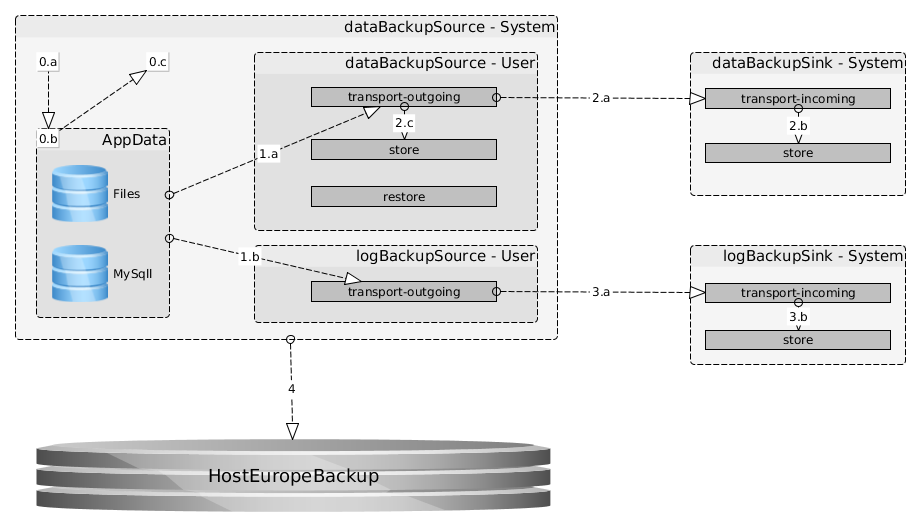 dataBackupSource - System
0.a
0.c
0.b
AppData
Files
MySqll
dataBackupSource - User
transport-outgoing
2.c
store
restore
1.a
1.b
logBackupSource - User
transport-outgoing
2.a
dataBackupSink - System
transport-incoming
2.b
store
3.a
logBackupSink - System
transport-incoming
3.b
store
4
HostEuropeBackup